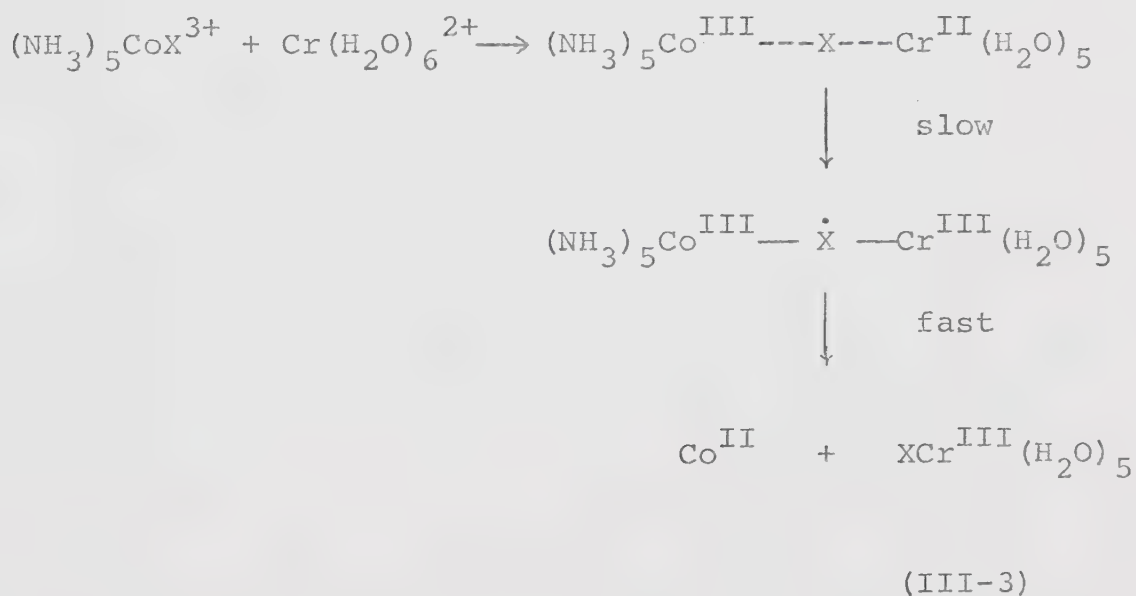 (NH₃)₅CoX³⁺ + Cr(H₂O)₆²⁺ ⟶ (NH₃)₅Coᴵᴵᴵ---X---Crᴵᴵ(H₂O)₅
slow
(NH₃)₅Coᴵᴵᴵ— Ẋ —Crᴵᴵᴵ(H₂O)₅
fast
Coᴵᴵ + XCrᴵᴵᴵ(H₂O)₅
(III-3)